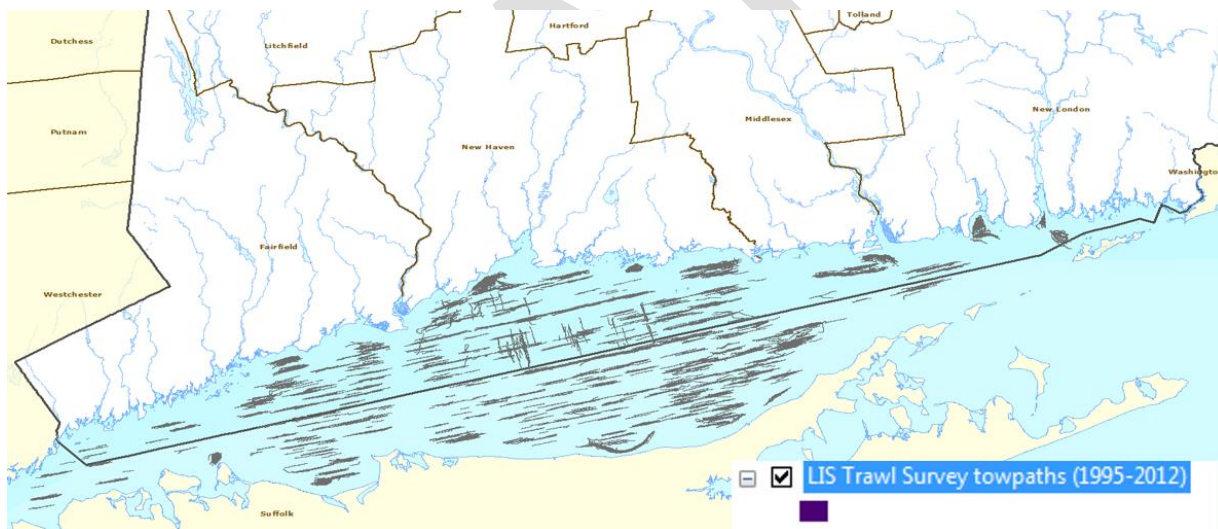 Tolland
Hartford
Dutchess
Litchfield
New London
Middlesex
Putnam
New Haven
Washingto
Fairfield
Westchester
LIS Trawl Survey towpaths (1995-2012)
Suffolk